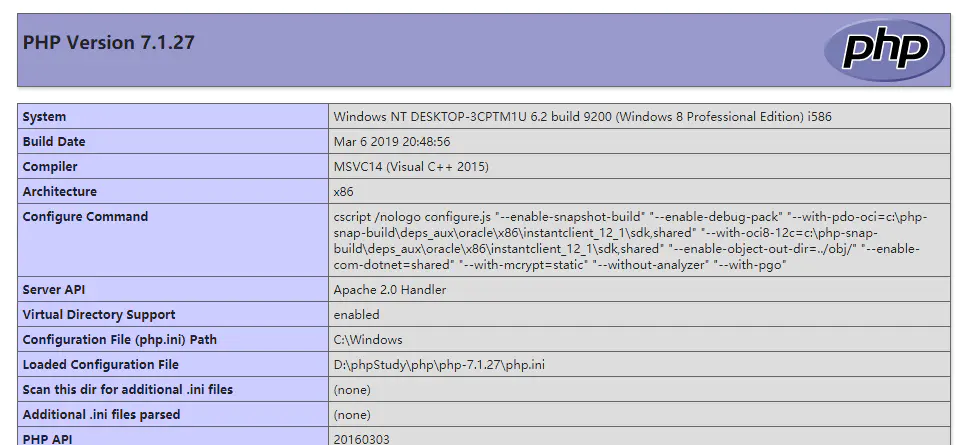 PHP Version 7.1.27
php
System Windows NT DESKTOP-3CPTM1U 6.2 build 9200 (Windows 8 Professional Edition) i586
Build Date Mar 6 2019 20:48:56
Compiler MSVC14 (Visual C++ 2015)
Architecture x86
Configure Command cscript /nologo configure.js "--enable-snapshot-build" "--enable-debug-pack" "--with-pdo-oci=c:\php-
snap-build\deps_aux\oracle\x86\instantclient_12_1\sdk,shared" "--with-oci8-12c=c:\php-snap-
build\deps_aux\oracle\x86\instantclient_12_1\sdk,shared" "--enable-object-out-dir=../obj/" "--enable-
com-dotnet=shared" "--with-mcrypt=static" "--without-analyzer" "--with-pgo"
Server API Apache 2.0 Handler
Virtual Directory Support enabled
Configuration File (php.ini) Path C:\Windows
Loaded Configuration File D:\phpStudy\php\php-7.1.27\php.ini
Scan this dir for additional .ini files (none)
Additional .ini files parsed (none)
PHP API 20160303